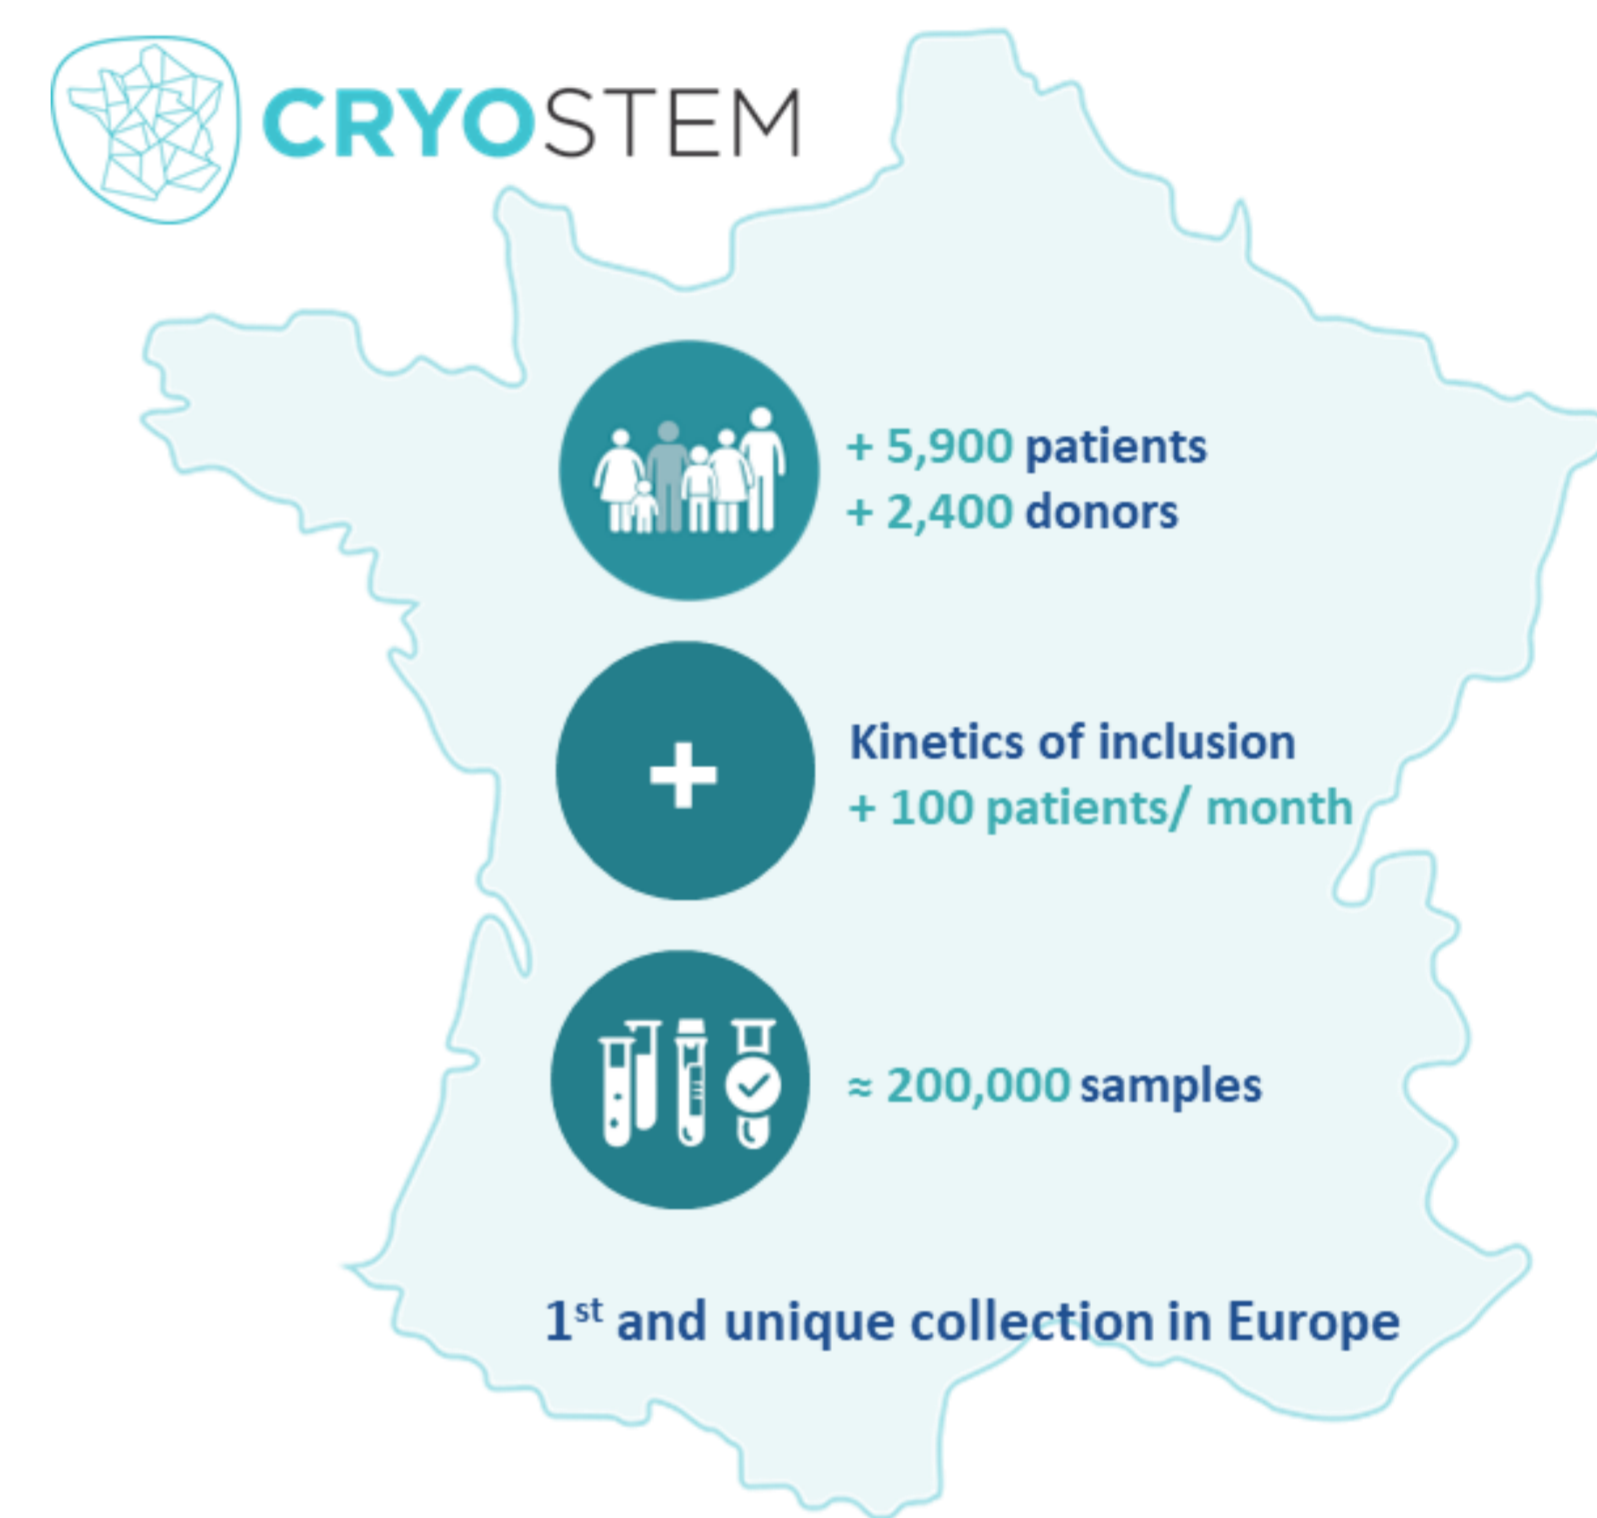 CRYOSTEM
+ 5,900 patients
+ 2,400 donors
Kinetics of inclusion
+ 100 patients/ month
≈ 200,000 samples
1st and unique collection in Europe